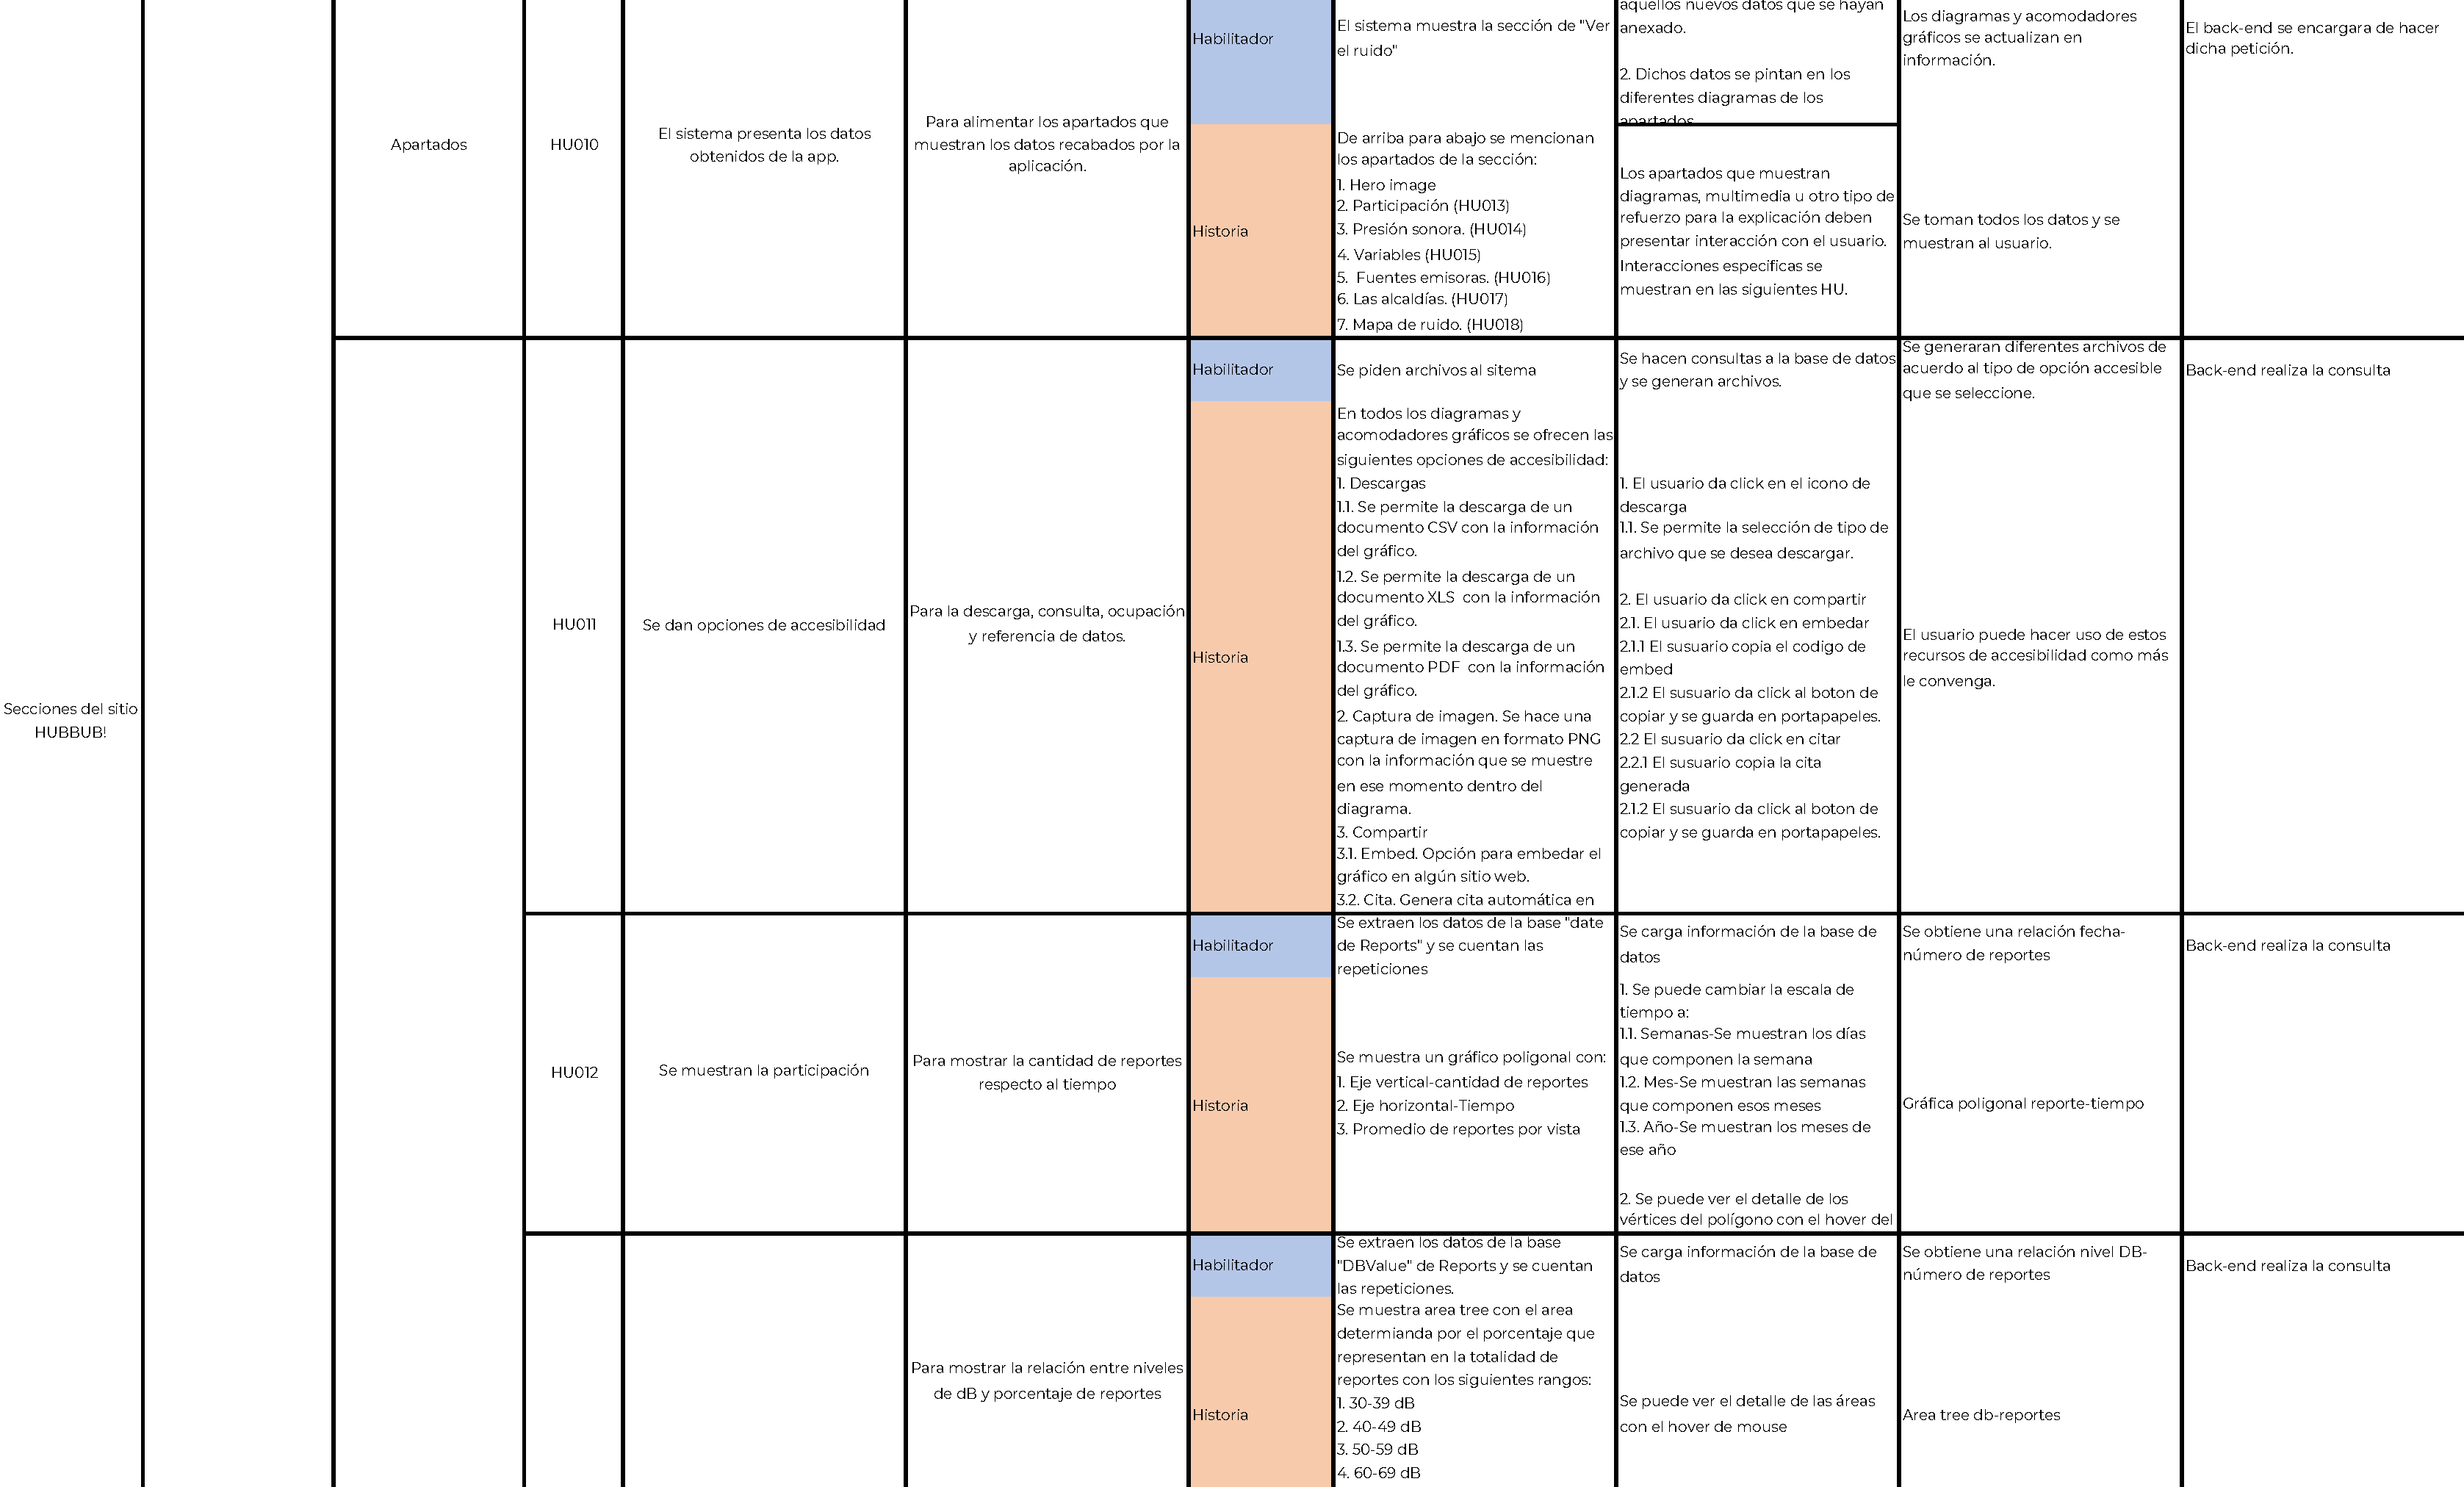 Secciones del sitio
HUBBUB!
Apartados
HU010
El sistema presenta los datos
obtenidos de la app.
Para alimentar los apartados que
muestran los datos recabados por la
aplicación.
Habilitador
El sistema muestra la sección de "Ver
el ruido"
aquellos nuevos datos que se hayan
anexado.
2. Dichos datos se pintan en los
diferentes diagramas de los
apartados
Los diagramas y acomodadores
gráficos se actualizan en
información.
El back-end se encargara de hacer
dicha petición.
Historia
De arriba para abajo se mencionan
los apartados de la sección:
1. Hero image
2. Participación (HU013)
3. Presión sonora. (HU014)
4. Variables (HU015)
5.  Fuentes emisoras. (HU016)
6. Las alcaldías. (HU017)
7. Mapa de ruido. (HU018)
Los apartados que muestran
diagramas, multimedia u otro tipo de
refuerzo para la explicación deben
presentar interacción con el usuario.
Interacciones especificas se
muestran en las siguientes HU.
Se toman todos los datos y se
muestran al usuario.
HU011
Se dan opciones de accesibilidad
Para la descarga, consulta, ocupación
y referencia de datos.
Habilitador
Se piden archivos al sitema
Se hacen consultas a la base de datos
y se generan archivos.
Se generaran diferentes archivos de
acuerdo al tipo de opción accesible
que se seleccione.
Back-end realiza la consulta
Historia
En todos los diagramas y
acomodadores gráficos se ofrecen las
siguientes opciones de accesibilidad:
1. Descargas
1.1. Se permite la descarga de un
documento CSV con la información
del gráfico.
1.2. Se permite la descarga de un
documento XLS  con la información
del gráfico.
1.3. Se permite la descarga de un
documento PDF  con la información
del gráfico.
2. Captura de imagen. Se hace una
captura de imagen en formato PNG
con la información que se muestre
en ese momento dentro del
diagrama.
3. Compartir
3.1. Embed. Opción para embedar el
gráfico en algún sitio web.
3.2. Cita. Genera cita automática en
1. El usuario da click en el icono de
descarga
1.1. Se permite la selección de tipo de
archivo que se desea descargar.
2. El usuario da click en compartir
2.1. El usuario da click en embedar
2.1.1 El susuario copia el codigo de
embed
2.1.2 El susuario da click al boton de
copiar y se guarda en portapapeles.
2.2 El susuario da click en citar
2.2.1 El susuario copia la cita
generada
2.1.2 El susuario da click al boton de
copiar y se guarda en portapapeles.
El usuario puede hacer uso de estos
recursos de accesibilidad como más
le convenga.
HU012
Se muestran la participación
Para mostrar la cantidad de reportes
respecto al tiempo
Habilitador
Se extraen los datos de la base "date
de Reports" y se cuentan las
repeticiones
Se carga información de la base de
datos
Se obtiene una relación fecha-
número de reportes
Back-end realiza la consulta
Historia
Se muestra un gráfico poligonal con:
1. Eje vertical-cantidad de reportes
2. Eje horizontal-Tiempo
3. Promedio de reportes por vista
1. Se puede cambiar la escala de
tiempo a:
1.1. Semanas-Se muestran los días
que componen la semana
1.2. Mes-Se muestran las semanas
que componen esos meses
1.3. Año-Se muestran los meses de
ese año
2. Se puede ver el detalle de los
vértices del polígono con el hover del
Gráfica poligonal reporte-tiempo
Para mostrar la relación entre niveles
de dB y porcentaje de reportes
Habilitador
Se extraen los datos de la base
"DBValue" de Reports y se cuentan
las repeticiones.
Se carga información de la base de
datos
Se obtiene una relación nivel DB-
número de reportes
Back-end realiza la consulta
Historia
Se muestra area tree con el area
determianda por el porcentaje que
representan en la totalidad de
reportes con los siguientes rangos:
1. 30-39 dB
2. 40-49 dB
3. 50-59 dB
4. 60-69 dB
Se puede ver el detalle de las áreas
con el hover de mouse
Area tree db-reportes